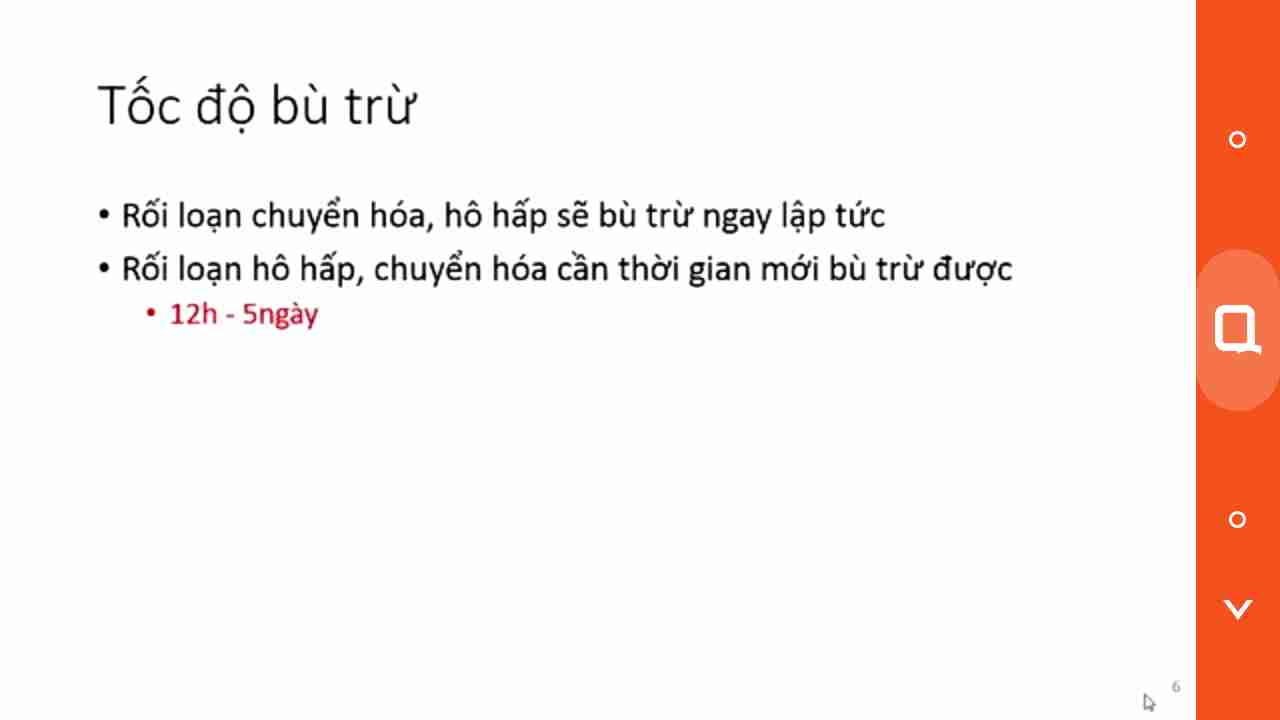 Tốc độ bù trừ
• Rối loạn chuyển hóa, hô hấp sẽ bù trừ ngay lập tức
• Rối loạn hô hấp, chuyển hóa cần thời gian mới bù trừ được
• 12h - 5ngày
6